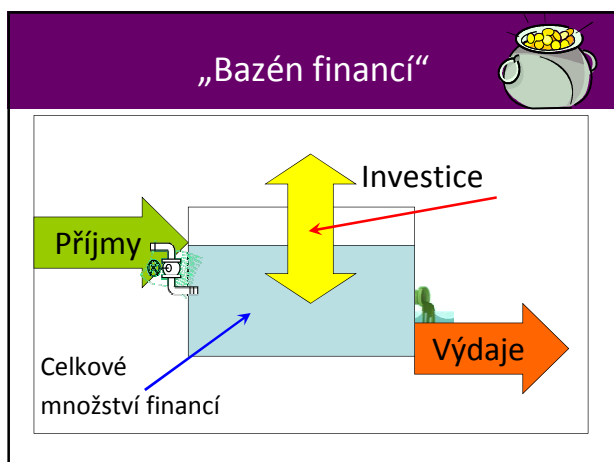 „Bazén financí“
Investice
Příjmy
Výdaje
Celkové
množství financí